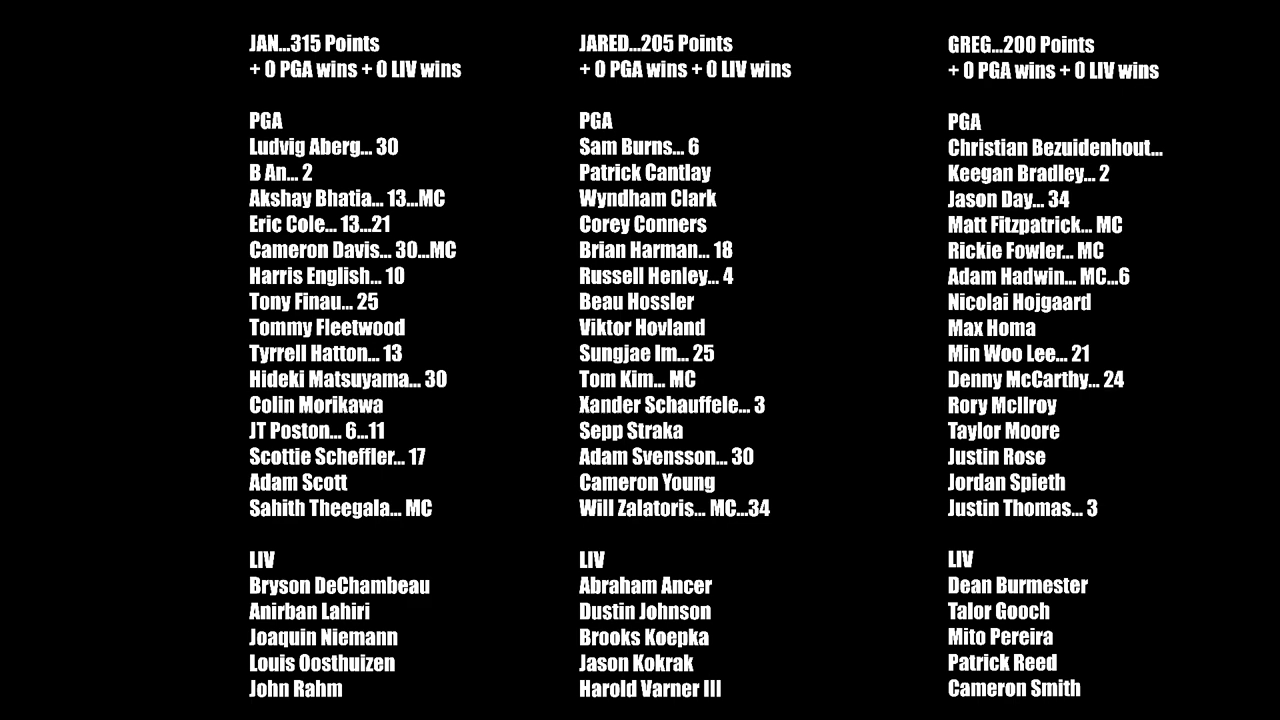 JAN...315 Points
+ 0 PGA wins + 0 LIV wins
PGA
Ludvig Aberg... 30
B An... 2
Akshay Bhatia... 13...MC
Eric Cole... 13...21
Cameron Davis... 30...MC
Harris English... 10
Tony Finau... 25
Tommy Fleetwood
Tyrrell Hatton... 13
Hideki Matsuyama... 30
Colin Morikawa
JT Poston... 6...11
Scottie Scheffler... 17
Adam Scott
Sahith Theegala... MC
LIV
Bryson DeChambeau
Anirban Lahiri
Joaquin Niemann
Louis Oosthuizen
John Rahm
JARED...205 Points
+ 0 PGA wins + 0 LIV wins
PGA
Sam Burns... 6
Patrick Cantlay
Wyndham Clark
Corey Conners
Brian Harman... 18
Russell Henley... 4
Beau Hossler
Viktor Hovland
Sungjae Im... 25
Tom Kim... MC
Xander Schauffele... 3
Sepp Straka
Adam Svensson... 30
Cameron Young
Will Zalatoris... MC...34
LIV
Abraham Ancer
Dustin Johnson
Brooks Koepka
Jason Kokrak
Harold Varner III
GREG...200 Points
+ 0 PGA wins + 0 LIV wins
PGA
Christian Bezuidenhout...
Keegan Bradley... 2
Jason Day... 34
Matt Fitzpatrick... MC
Rickie Fowler... MC
Adam Hadwin... MC...6
Nicolai Hojgaard
Max Homa
Min Woo Lee... 21
Denny McCarthy... 24
Rory McIlroy
Taylor Moore
Justin Rose
Jordan Spieth
Justin Thomas... 3
LIV
Dean Burmester
Talor Gooch
Mito Pereira
Patrick Reed
Cameron Smith